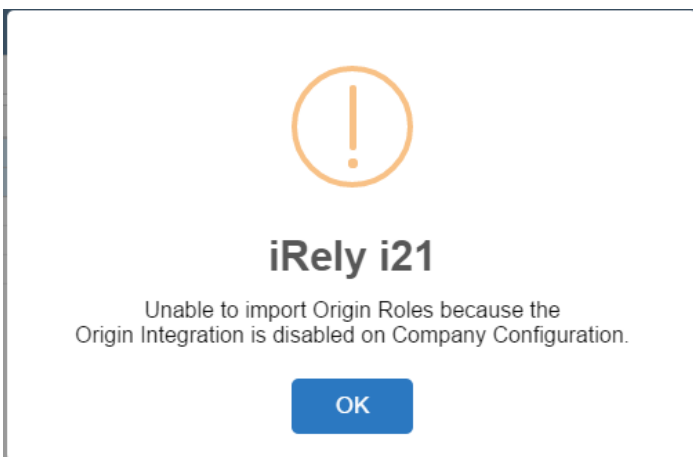 iRely i21
Unable to import Origin Roles because the
Origin Integration is disabled on Company Configuration.
OK